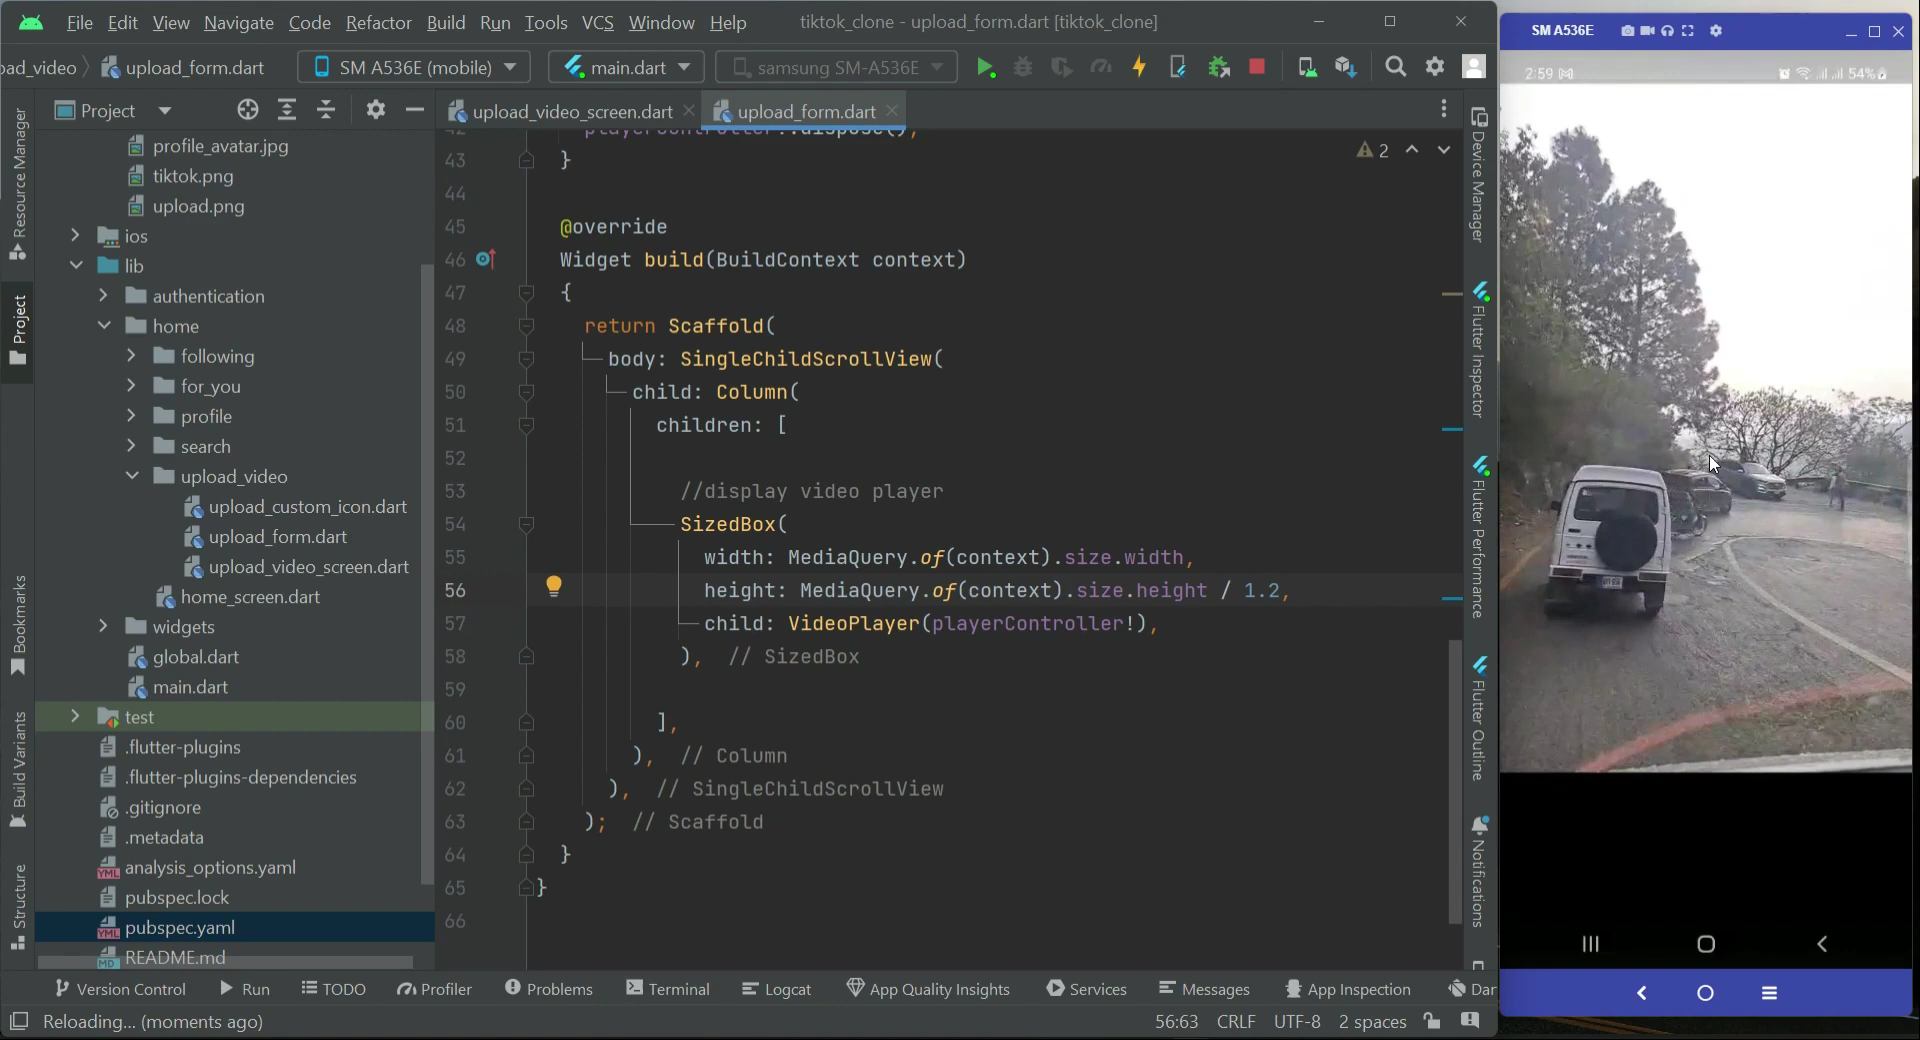 File Edit View Navigate Code Refactor Build Run Tools VCS Window Help tiktok_clone - upload_form.dart [tiktok_clone]
oad_video upload_form.dart SM A536E (mobile) main.dart samsung SM-A536E
Project
upload_video_screen.dart upload_form.dart
profile_avatar.jpg
tiktok.png
upload.png
ios
lib
authentication
home
following
for_you
profile
search
upload_video
upload_custom_icon.dart
upload_form.dart
upload_video_screen.dart
home_screen.dart
widgets
global.dart
main.dart
test
.flutter-plugins
.flutter-plugins-dependencies
.gitignore
.metadata
analysis_options.yaml
pubspec.lock
pubspec.yaml
README.md
Resource Manager
Project
Bookmarks
Build Variants
Structure
42 playerController!.dispose();
43 }
44
45 @override
46 Widget build(BuildContext context)
47 {
48 return Scaffold(
49 body: SingleChildScrollView(
50 child: Column(
51 children: [
52
53 //display video player
54 SizedBox(
55 width: MediaQuery.of(context).size.width,
56 height: MediaQuery.of(context).size.height / 1.2,
57 child: VideoPlayer(playerController!),
58 ), // SizedBox
59
60 ],
61 ), // Column
62 ), // SingleChildScrollView
63 ); // Scaffold
64 }
65 }
66
2
Device Manager
Flutter Inspector
Flutter Performance
Flutter Outline
Notifications
Version Control Run TODO Profiler Problems Terminal Logcat App Quality Insights Services Messages App Inspection Dar
Reloading... (moments ago) 56:63 CRLF UTF-8 2 spaces
SM A536E
2:59 54%